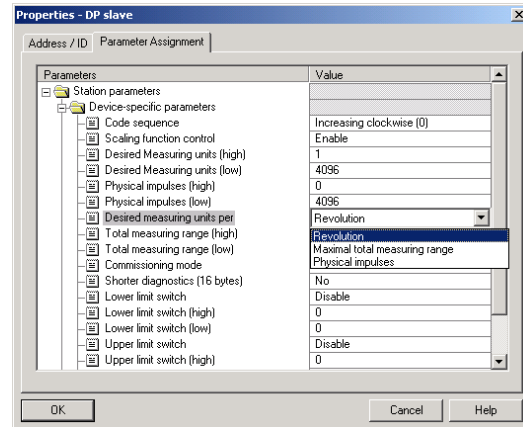 Properties - DP slave
Address / ID Parameter Assignment
Parameters Value
Station parameters
Device-specific parameters
Code sequence Increasing clockwise (0)
Scaling function control Enable
Desired Measuring units (high) 1
Desired Measuring units (low) 4096
Physical impulses (high) 0
Physical impulses (low) 4096
Desired measuring units per Revolution
Total measuring range (high) Revolution
Total measuring range (low) Maximal total measuring range
Commissioning mode Physical impulses
Shorter diagnostics (16 bytes) No
Lower limit switch Disable
Lower limit switch (high) 0
Lower limit switch (low) 0
Upper limit switch Disable
Upper limit switch (high) 0
OK Cancel Help